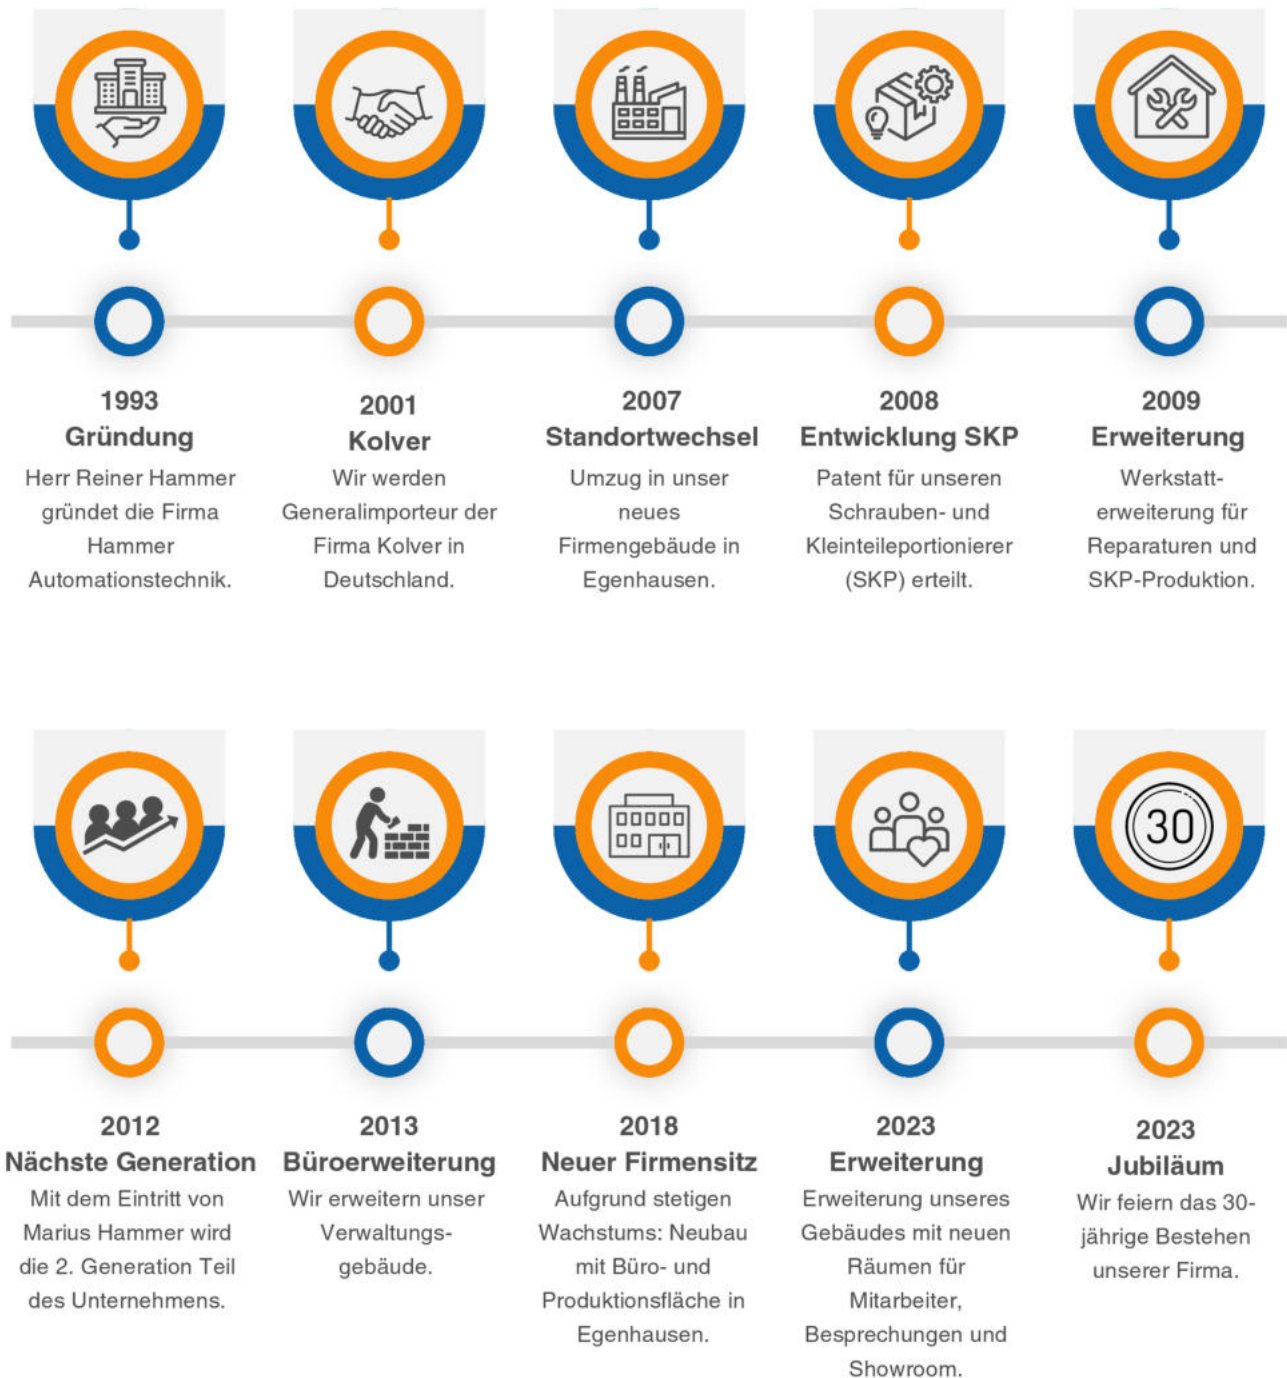 1993
Gründung
Herr Reiner Hammer
gründet die Firma
Hammer
Automationstechnik.
2001
Kolver
Wir werden
Generalimporteur der
Firma Kolver in
Deutschland.
2007
Standortwechsel
Umzug in unser
neues
Firmengebäude in
Egenhausen.
2008
Entwicklung SKP
Patent für unseren
Schrauben- und
Kleinteileportionierer
(SKP) erteilt.
2009
Erweiterung
Werkstatt-
erweiterung für
Reparaturen und
SKP-Produktion.
2012
Nächste Generation
Mit dem Eintritt von
Marius Hammer wird
die 2. Generation Teil
des Unternehmens.
2013
Büroerweiterung
Wir erweitern unser
Verwaltungs-
gebäude.
2018
Neuer Firmensitz
Aufgrund stetigen
Wachstums: Neubau
mit Büro- und
Produktionsfläche in
Egenhausen.
2023
Erweiterung
Erweiterung unseres
Gebäudes mit neuen
Räumen für
Mitarbeiter,
Besprechungen und
Showroom.
30
2023
Jubiläum
Wir feiern das 30-
jährige Bestehen
unserer Firma.